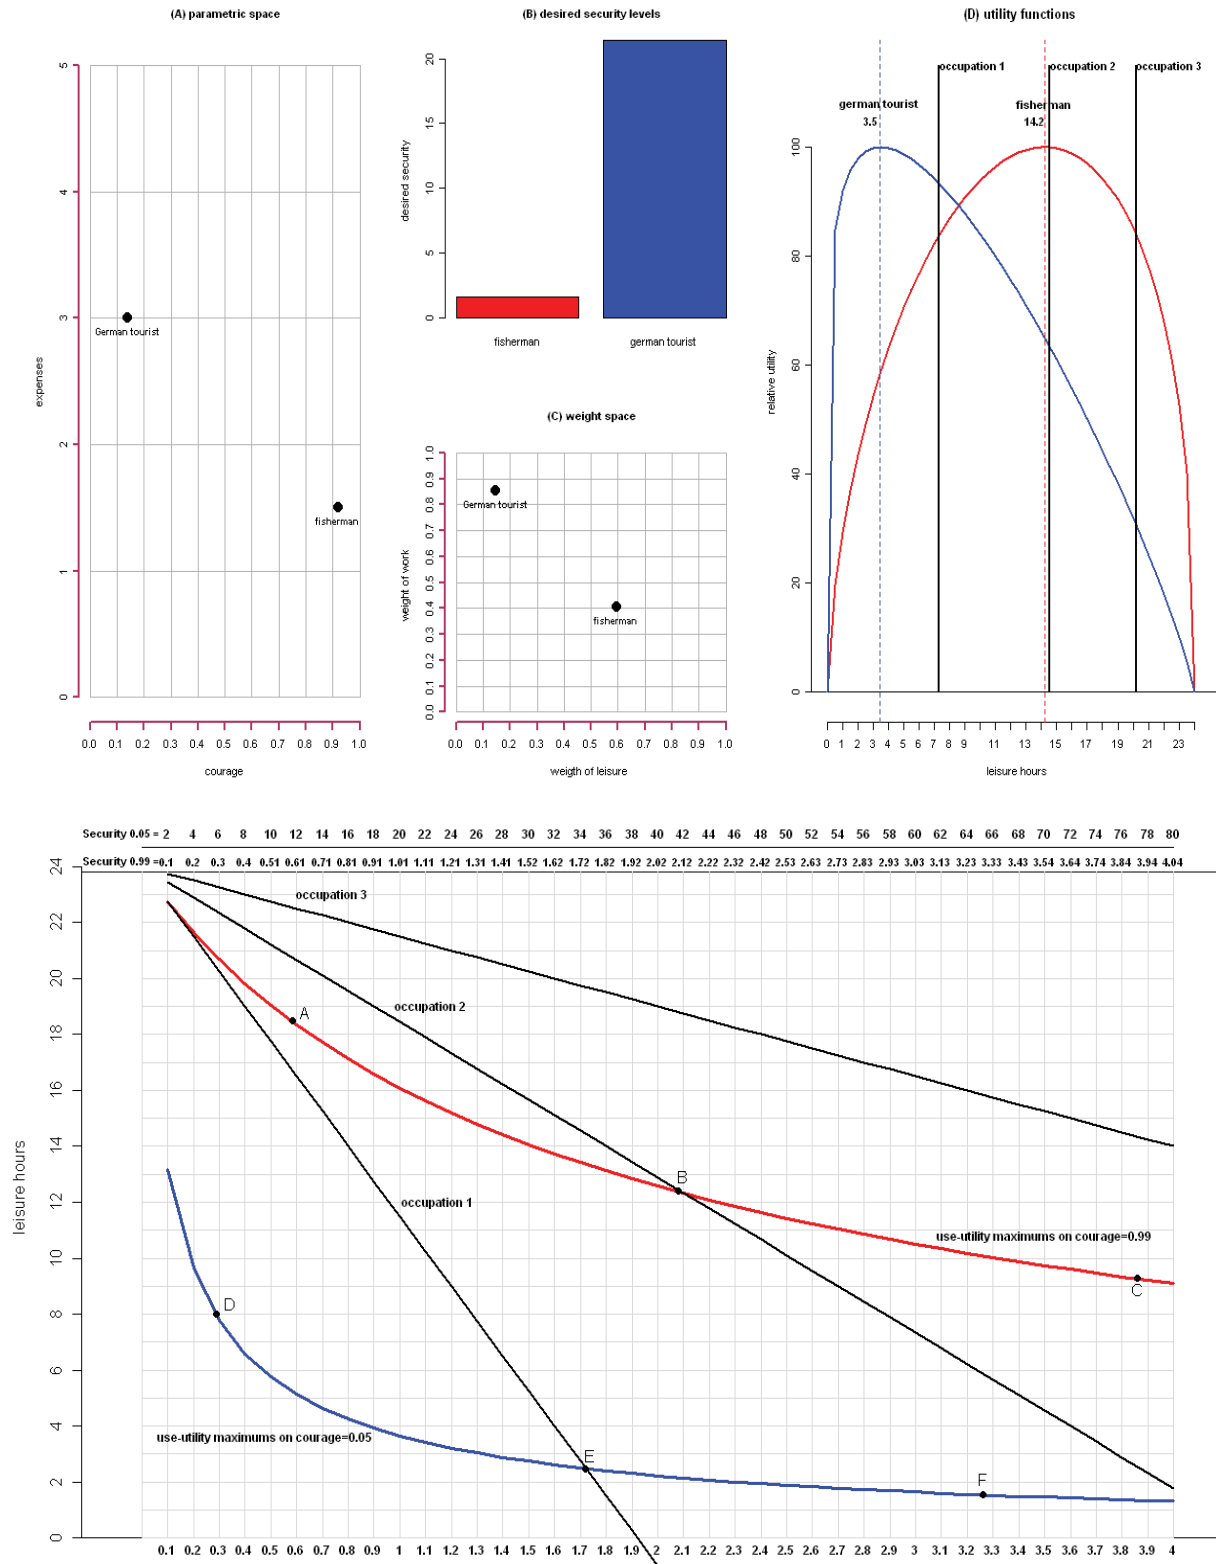 (A) parametric space
expenses
5
4
3
2
1
0
German tourist
fisherman
0.0 0.1 0.2 0.3 0.4 0.5 0.6 0.7 0.8 0.9 1.0
courage
(B) desired security levels
desired security
20
15
10
5
0
fisherman german tourist
(C) weight space
weight of work
1.0
0.9
0.8
0.7
0.6
0.5
0.4
0.3
0.2
0.1
0.0
German tourist
fisherman
0.0 0.1 0.2 0.3 0.4 0.5 0.6 0.7 0.8 0.9 1.0
weigth of leisure
(D) utility functions
occupation 1 occupation 2 occupation 3
german tourist fisherman
3.5 14.2
relative utility
100
80
60
40
20
0
0 1 2 3 4 5 6 7 8 9 11 13 15 17 19 21 23
leisure hours
Security 0.05 = 2 4 6 8 10 12 14 16 18 20 22 24 26 28 30 32 34 36 38 40 42 44 46 48 50 52 54 56 58 60 62 64 66 68 70 72 74 76 78 80
Security 0.99 =0.1 0.2 0.3 0.4 0.51 0.61 0.71 0.81 0.91 1.01 1.11 1.21 1.31 1.41 1.52 1.62 1.72 1.82 1.92 2.02 2.12 2.22 2.32 2.42 2.53 2.63 2.73 2.83 2.93 3.03 3.13 3.23 3.33 3.43 3.54 3.64 3.74 3.84 3.94 4.04
leisure hours
24
22
20
18
16
14
12
10
8
6
4
2
0
occupation 3
occupation 2
A
B
occupation 1
use-utility maximums on courage=0.99
C
D
use-utility maximums on courage=0.05
E
F
0.1 0.2 0.3 0.4 0.5 0.6 0.7 0.8 0.9 1 1.1 1.2 1.3 1.4 1.5 1.6 1.7 1.8 1.9 2 2.1 2.2 2.3 2.4 2.5 2.6 2.7 2.8 2.9 3 3.1 3.2 3.3 3.4 3.5 3.6 3.7 3.8 3.9 4